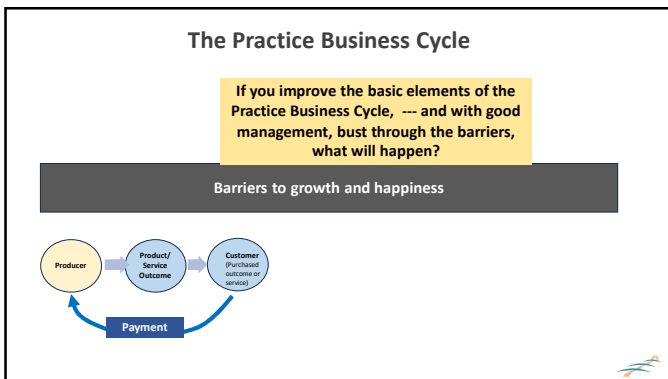 The Practice Business Cycle
If you improve the basic elements of the
Practice Business Cycle, --- and with good
management, bust through the barriers,
what will happen?
Barriers to growth and happiness
Producer
Product/
Service
Outcome
Customer
(Purchased
outcome or
service)
Payment